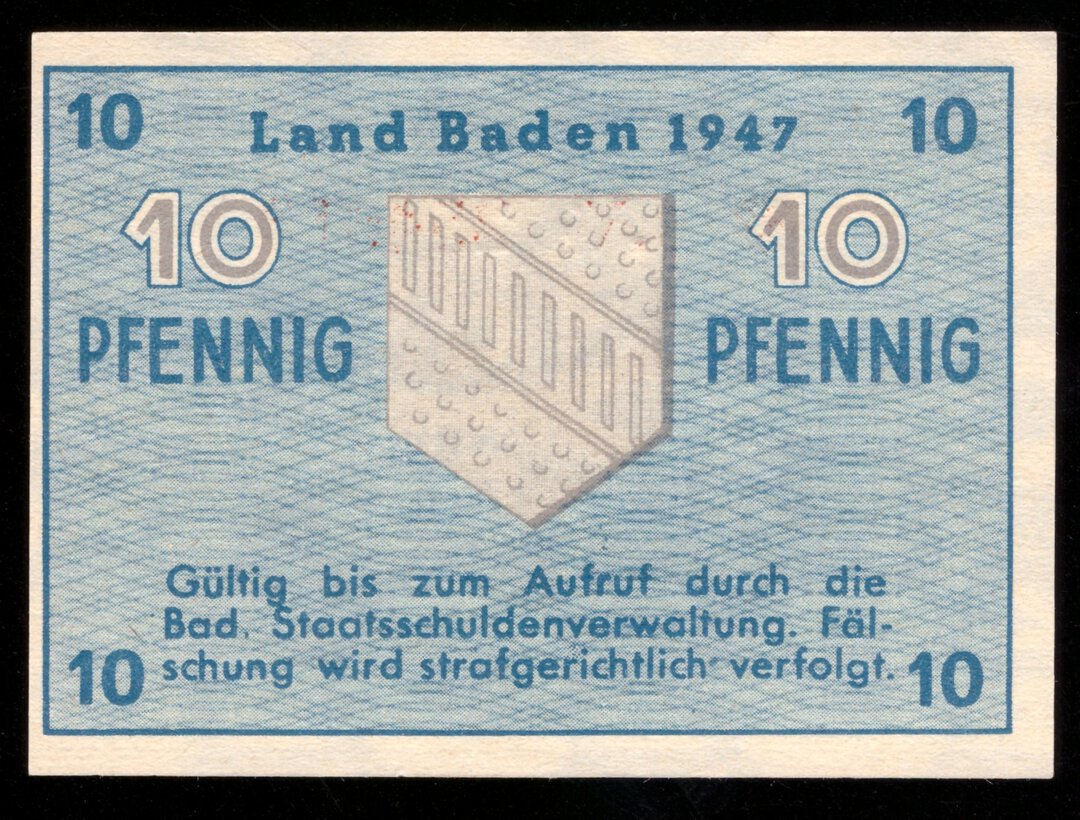 10 Land Baden 1947 10
10 10
PFENNIG PFENNIG
Gültig bis zum Aufruf durch die
Bad. Staatsschuldenverwaltung. Fäl-
schung wird strafgerichtlich verfolgt.
10 10